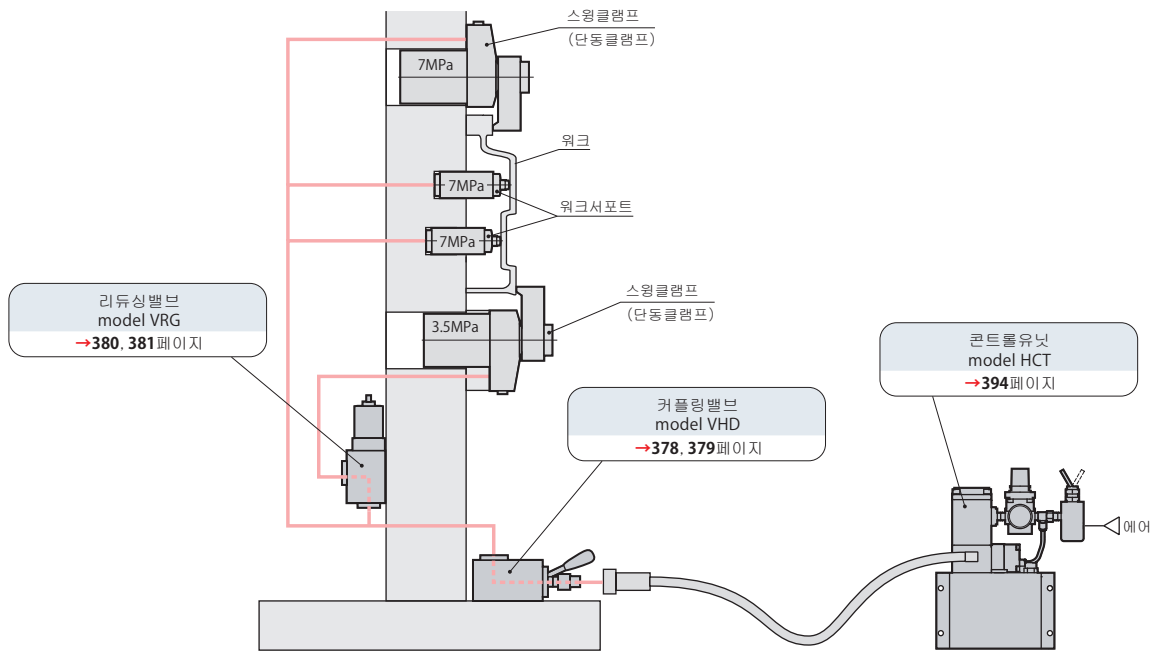 스윙클램프
(단동클램프)
7MPa
워크
7MPa
워크서포트
7MPa
리듀싱밸브
model VRG
→380, 381페이지
스윙클램프
(단동클램프)
3.5MPa
콘트롤유닛
model HCT
→394페이지
커플링밸브
model VHD
→378, 379페이지
에어